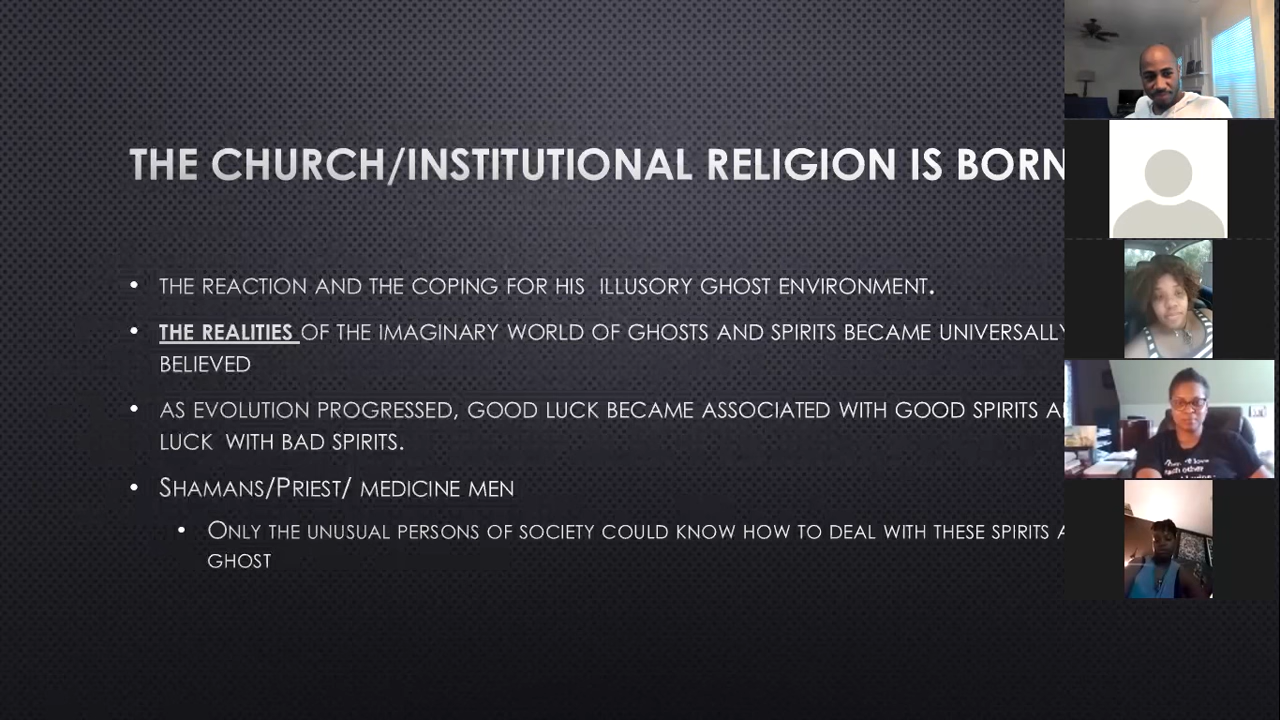 THE CHURCH/INSTITUTIONAL RELIGION IS BORN
• THE REACTION AND THE COPING FOR HIS ILLUSORY GHOST ENVIRONMENT.
• THE REALITIES OF THE IMAGINARY WORLD OF GHOSTS AND SPIRITS BECAME UNIVERSALLY
BELIEVED
• AS EVOLUTION PROGRESSED, GOOD LUCK BECAME ASSOCIATED WITH GOOD SPIRITS
LUCK WITH BAD SPIRITS.
• SHAMANS/PRIEST/ MEDICINE MEN
• ONLY THE UNUSUAL PERSONS OF SOCIETY COULD KNOW HOW TO DEAL WITH THESE SPIRITS
GHOST
each other